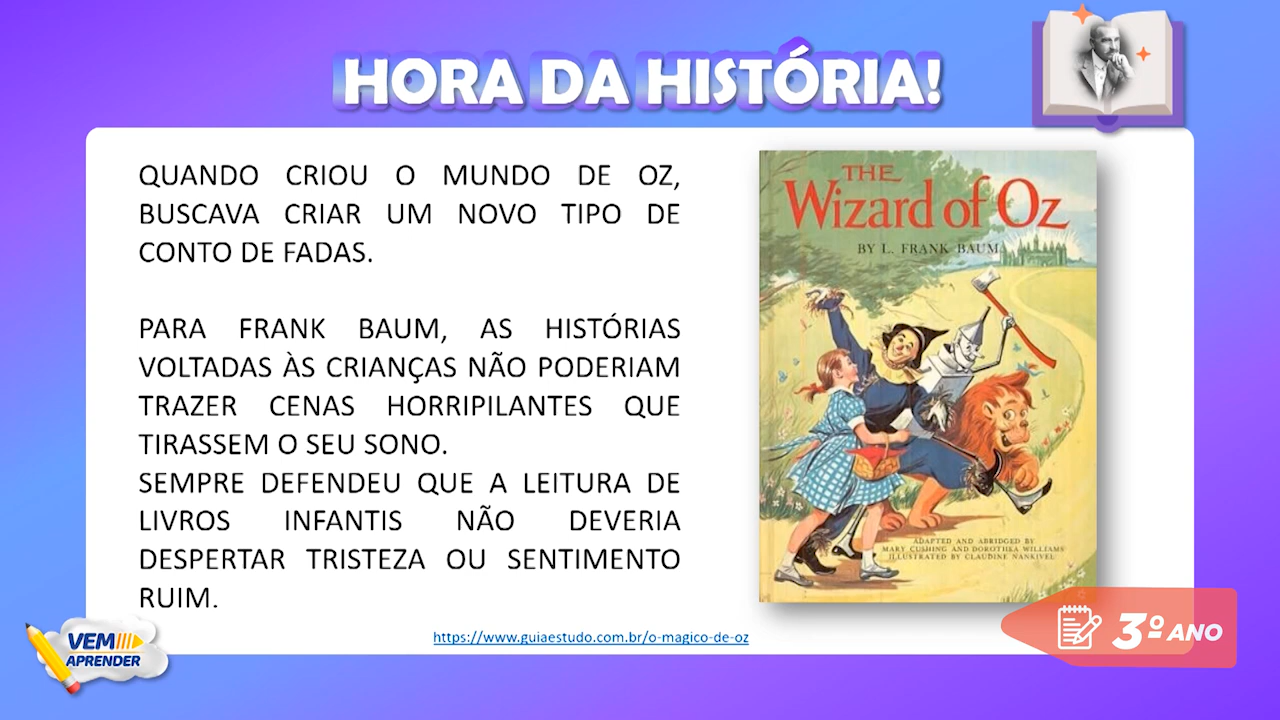 HORA DA HISTÓRIA!
QUANDO CRIOU O MUNDO DE OZ,
BUSCAVA CRIAR UM NOVO TIPO DE
CONTO DE FADAS.
PARA FRANK BAUM, AS HISTÓRIAS
VOLTADAS ÀS CRIANÇAS NÃO PODERIAM
TRAZER CENAS HORRIPILANTES QUE
TIRASSEM O SEU SONO.
SEMPRE DEFENDEU QUE A LEITURA DE
LIVROS INFANTIS NÃO DEVERIA
DESPERTAR TRISTEZA OU SENTIMENTO
RUIM.
https://www.guiaestudo.com.br/o-magico-de-oz
THE
Wizard of Oz
BY L. FRANK BAUM
ADAPTED AND ABRIDGED BY
MARY CUSHING AND DOROTHEA WILLIAMS
ILLUSTRATED BY CLAUDINE NANKIVEL
VEM
APRENDER
3º ANO